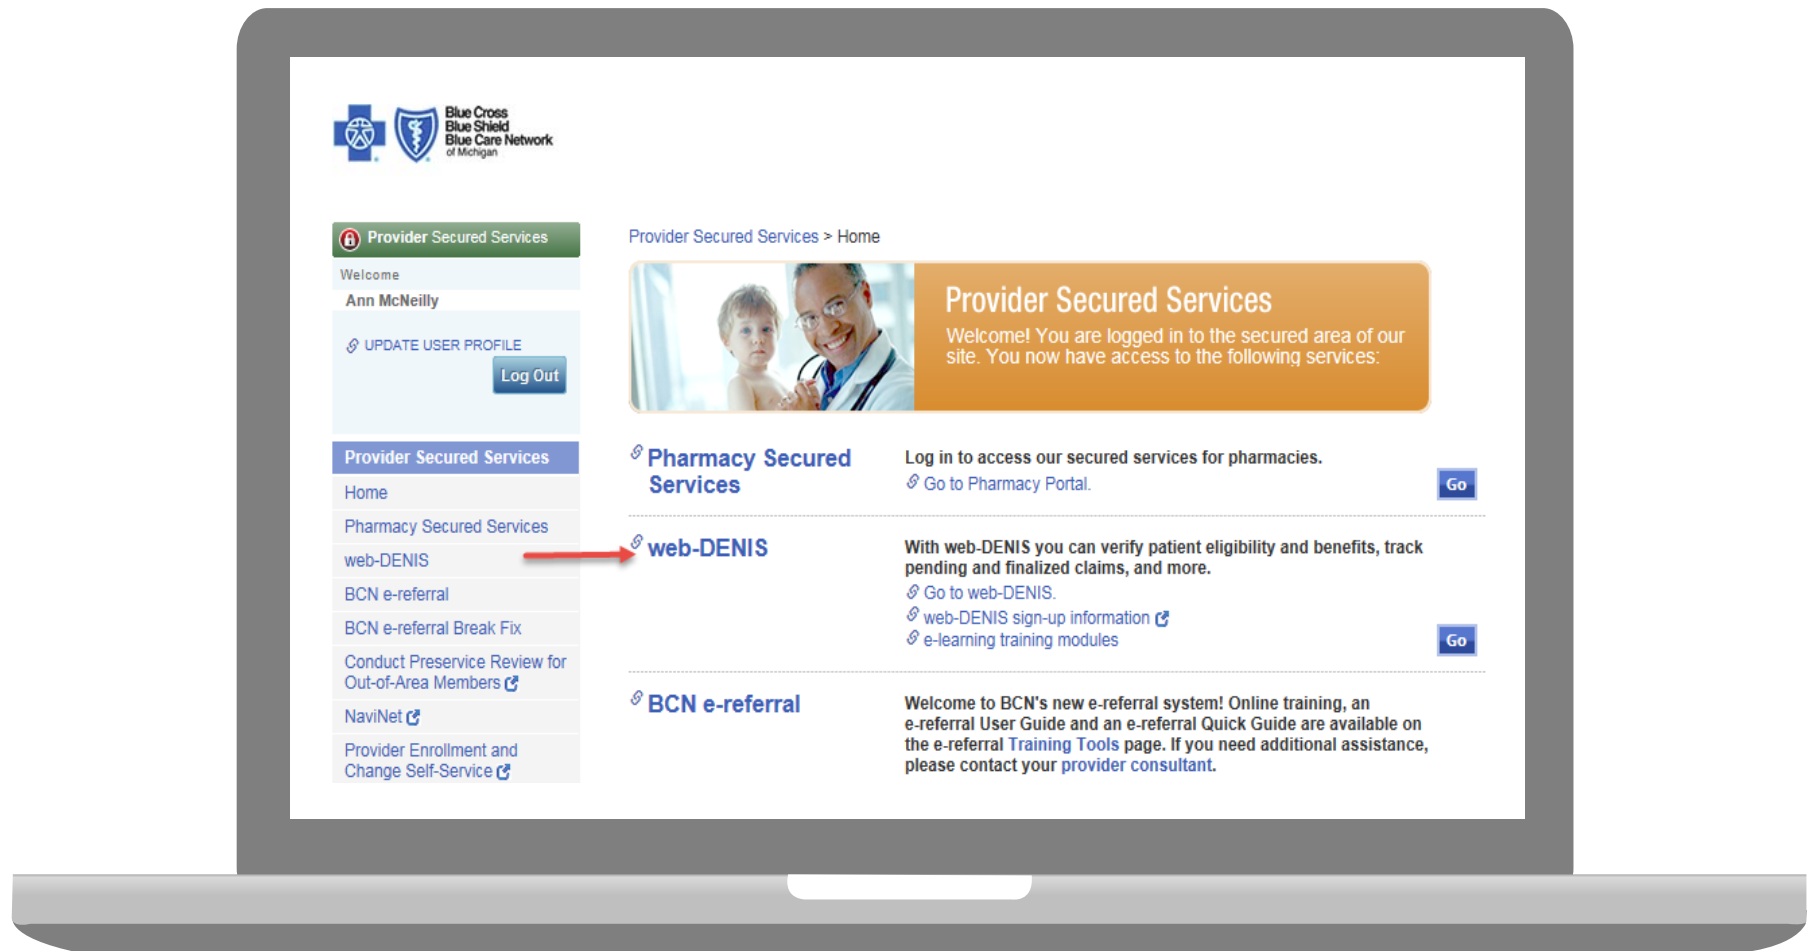 Blue Cross
Blue Shield
Blue Care Network
of Michigan
Provider Secured Services
Welcome
Ann McNeilly
UPDATE USER PROFILE
Log Out
Provider Secured Services
Home
Pharmacy Secured Services
web-DENIS
BCN e-referral
BCN e-referral Break Fix
Conduct Preservice Review for
Out-of-Area Members
NaviNet
Provider Enrollment and
Change Self-Service
Provider Secured Services > Home
Provider Secured Services
Welcome! You are logged in to the secured area of our
site. You now have access to the following services:
Pharmacy Secured
Services
Log in to access our secured services for pharmacies.
Go to Pharmacy Portal.
Go
web-DENIS
With web-DENIS you can verify patient eligibility and benefits, track
pending and finalized claims, and more.
Go to web-DENIS.
web-DENIS sign-up information
e-learning training modules
Go
BCN e-referral
Welcome to BCN's new e-referral system! Online training, an
e-referral User Guide and an e-referral Quick Guide are available on
the e-referral Training Tools page. If you need additional assistance,
please contact your provider consultant.